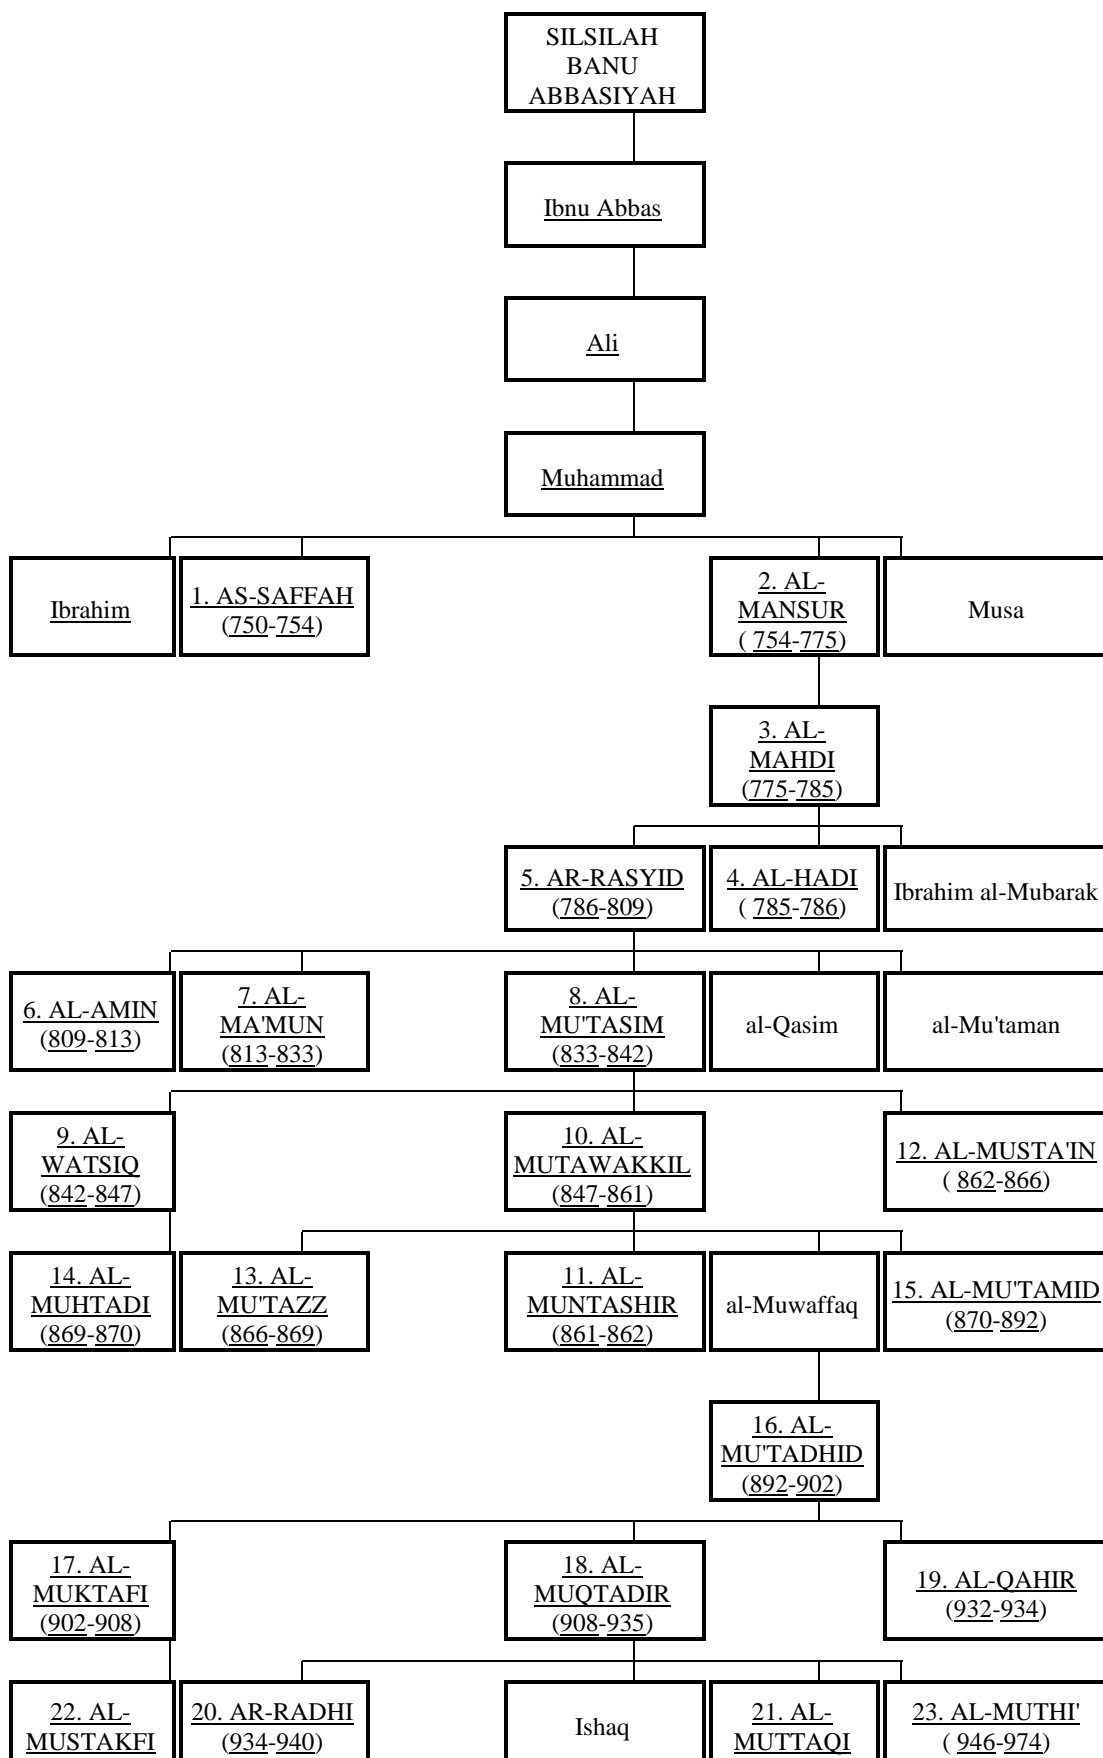 SILSILAH
BANU
ABBASIYAH
Ibnu Abbas
Ali
Muhammad
Ibrahim
1. AS-SAFFAH
(750-754)
2. AL-
MANSUR
( 754-775)
Musa
3. AL-
MAHDI
(775-785)
5. AR-RASYID
(786-809)
4. AL-HADI
( 785-786)
Ibrahim al-Mubarak
6. AL-AMIN
(809-813)
7. AL-
MA'MUN
(813-833)
8. AL-
MU'TASIM
(833-842)
al-Qasim
al-Mu'taman
9. AL-
WATSIQ
(842-847)
10. AL-
MUTAWAKKIL
(847-861)
12. AL-MUSTA'IN
( 862-866)
14. AL-
MUHTADI
(869-870)
13. AL-
MU'TAZZ
(866-869)
11. AL-
MUNTASHIR
(861-862)
al-Muwaffaq
15. AL-MU'TAMID
(870-892)
16. AL-
MU'TADHID
(892-902)
17. AL-
MUKTAFI
(902-908)
18. AL-
MUQTADIR
(908-935)
19. AL-QAHIR
(932-934)
22. AL-
MUSTAKFI
20. AR-RADHI
(934-940)
Ishaq
21. AL-
MUTTAQI
23. AL-MUTHI'
( 946-974)